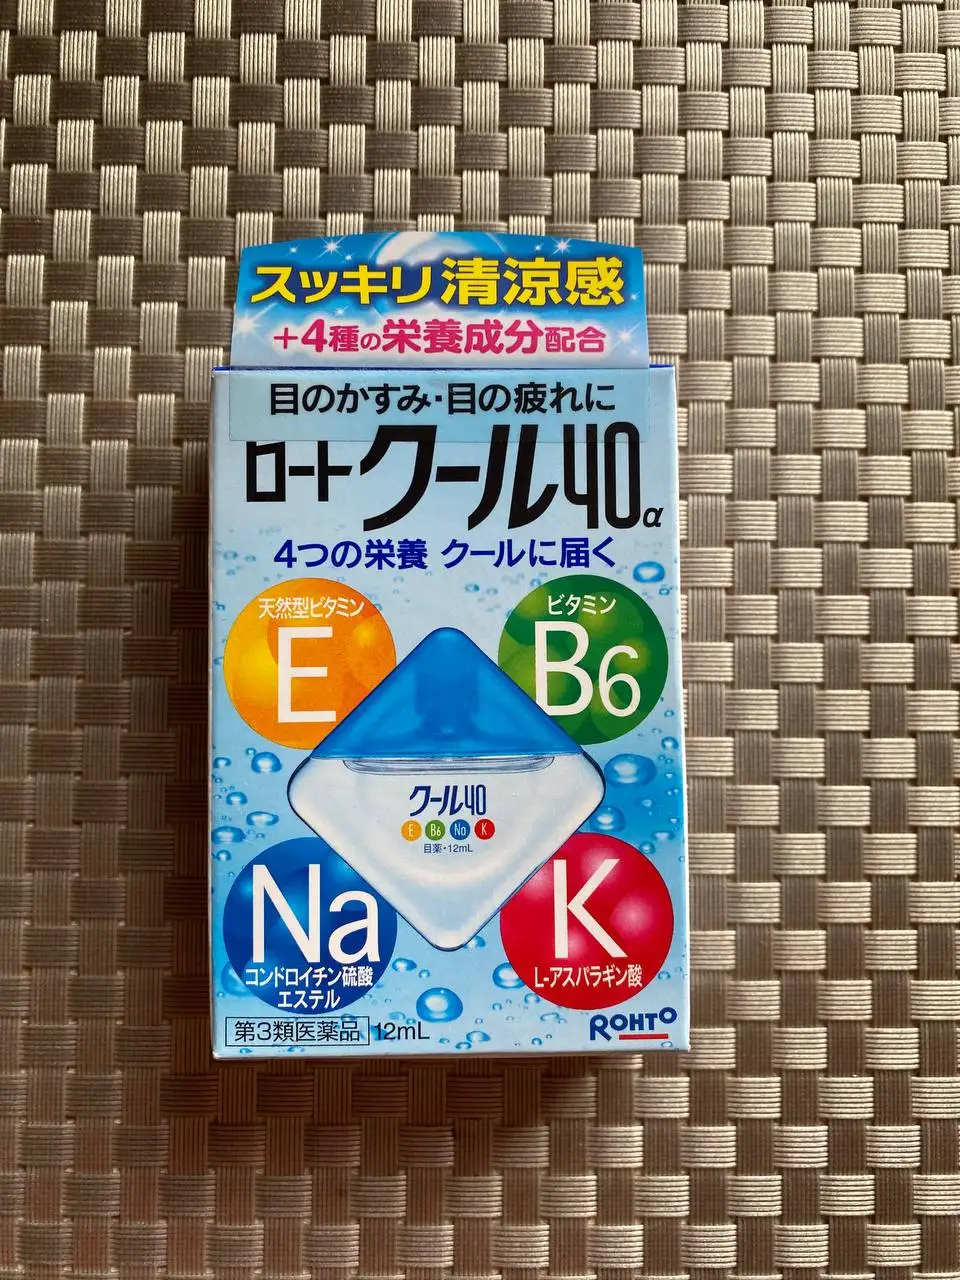 スッキリ清涼感
+4種の栄養成分配合
目のかすみ・目の疲れに
ロートクール40α
4つの栄養 クールに届く
天然型ビタミン
E
ビタミン
B6
クール40
E B6 Na K
目薬・12mL
Na
コンドロイチン硫酸
エステル
K
L-アスパラギン酸
第3類医薬品 12mL
ROHTO